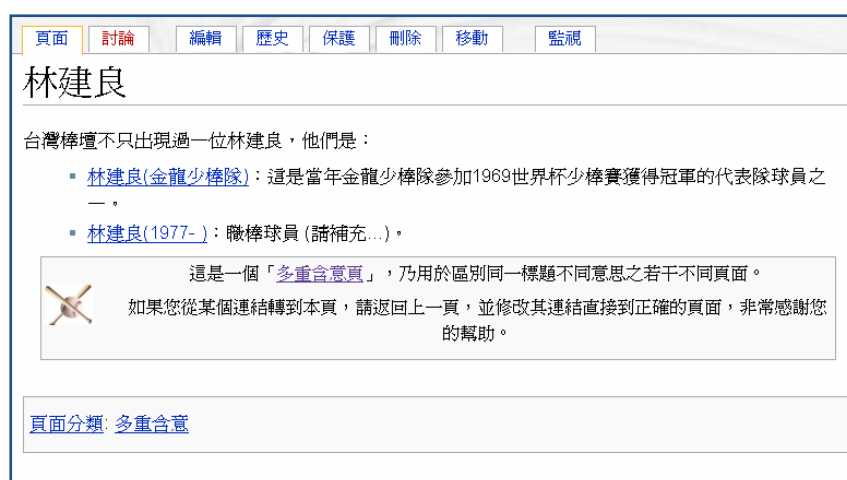 頁面 討論 編輯 歷史 保護 刪除 移動 監視
林建良
台灣棒壇不只出現過一位林建良，他們是：
林建良(金龍少棒隊)：這是當年金龍少棒隊參加1969世界杯少棒賽獲得冠軍的代表隊球員之
一。
林建良(1977- )：職棒球員 (請補充...)。
這是一個「多重含意頁」，乃用於區別同一標題不同意思之若干不同頁面。
如果您從某個連結轉到本頁，請返回上一頁，並修改其連結直接到正確的頁面，非常感謝您
的幫助。
頁面分類: 多重含意